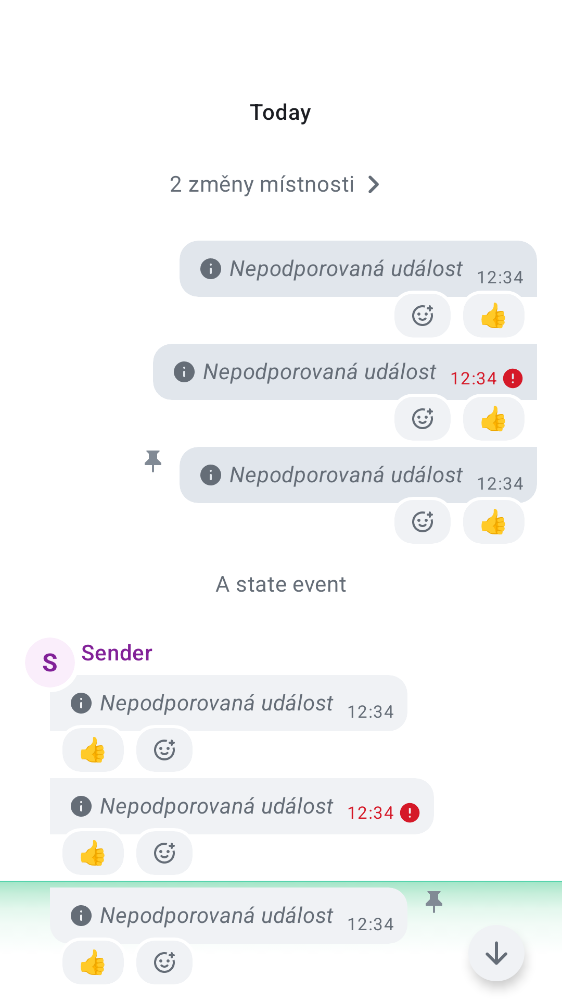 Today
2 změny místnosti
Nepodporovaná událost 12:34
👍
Nepodporovaná událost 12:34
👍
Nepodporovaná událost 12:34
👍
A state event
S Sender
Nepodporovaná událost 12:34
👍
Nepodporovaná událost 12:34
👍
Nepodporovaná událost 12:34
👍